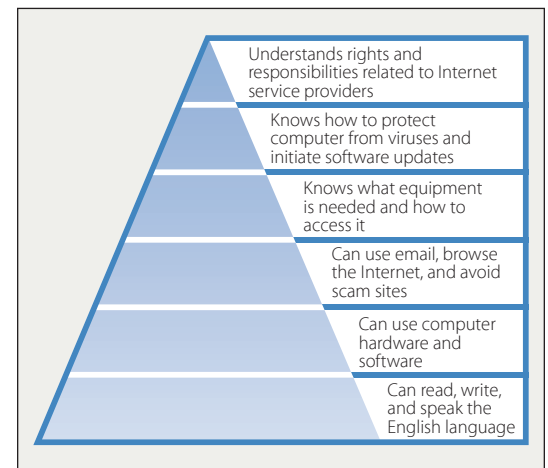 Understands rights and
responsibilities related to Internet
service providers
Knows how to protect
computer from viruses and
initiate software updates
Knows what equipment
is needed and how to
access it
Can use email, browse
the Internet, and avoid
scam sites
Can use computer
hardware and
software
Can read, write,
and speak the
English language